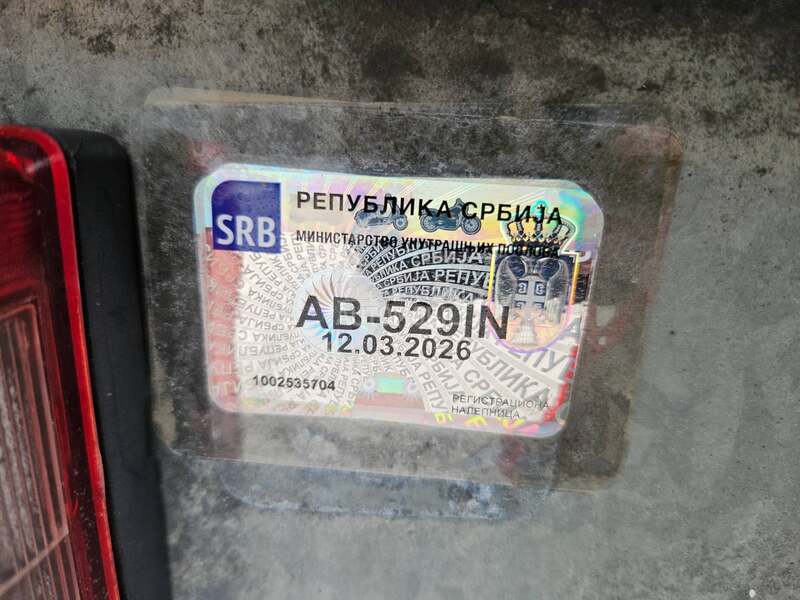 SRB
РЕПУБЛИКА СРБИЈА
МИНИСТАРСТВО УНУТРАШЊИХ ПОСЛОВА
AB-529IN
12.03.2026
1002535704
РЕГИСТРАЦИОНА
НАЛЕПНИЦА